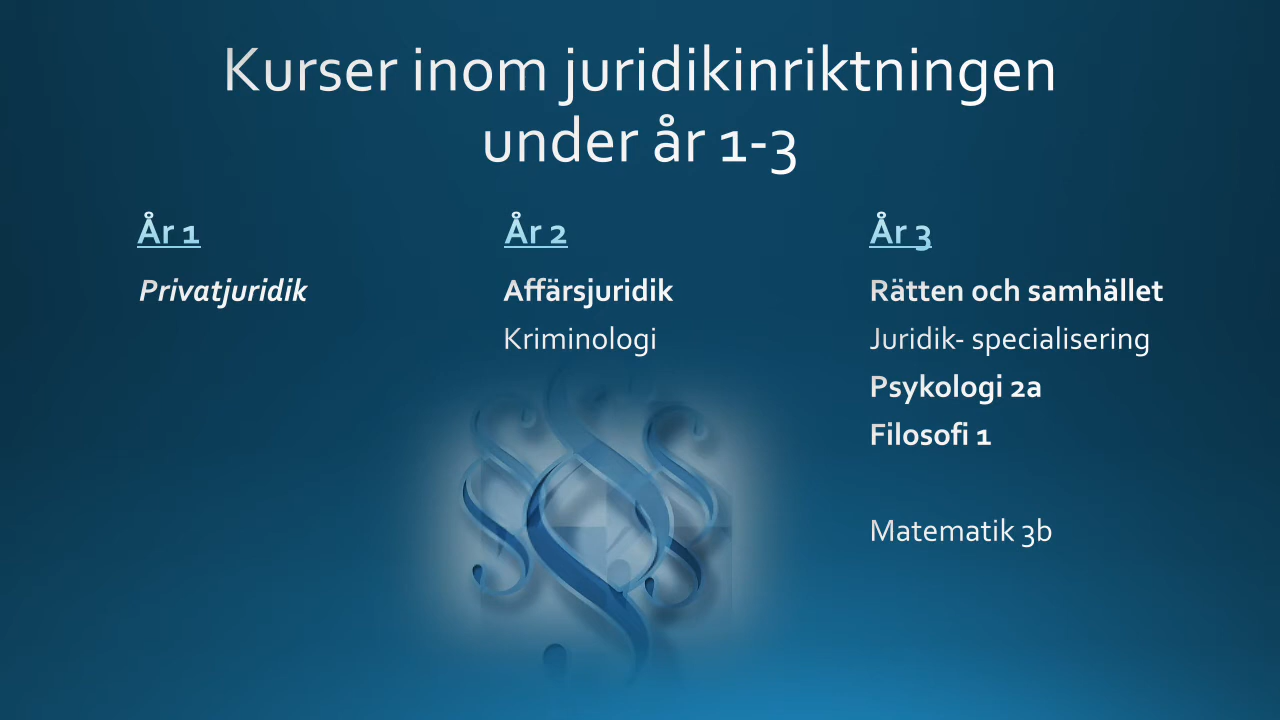 Kurser inom juridikinriktningen
under år 1-3
År 1
Privatjuridik
År 2
Affärsjuridik
Kriminologi
År 3
Rätten och samhället
Juridik- specialisering
Psykologi 2a
Filosofi 1
Matematik 3b